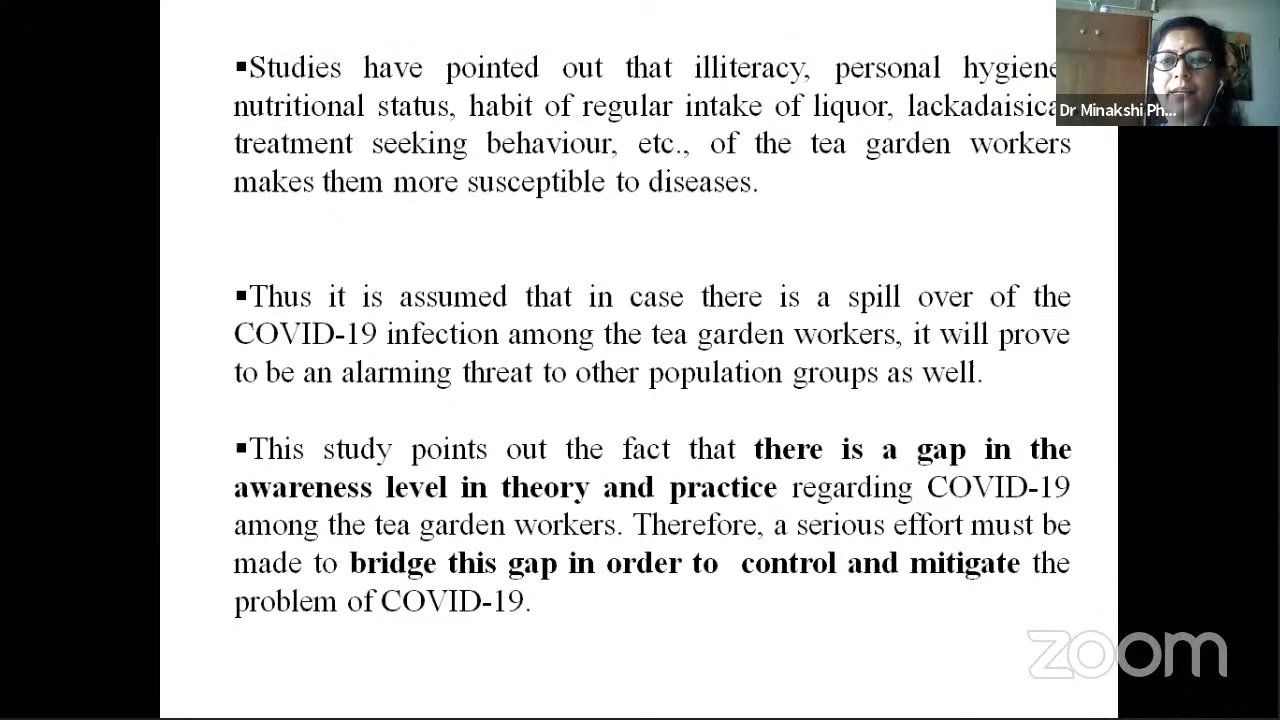 ▪Studies have pointed out that illiteracy, personal hygiene
nutritional status, habit of regular intake of liquor, lackadaisica
treatment seeking behaviour, etc., of the tea garden workers
makes them more susceptible to diseases.
▪Thus it is assumed that in case there is a spill over of the
COVID-19 infection among the tea garden workers, it will prove
to be an alarming threat to other population groups as well.
▪This study points out the fact that there is a gap in the
awareness level in theory and practice regarding COVID-19
among the tea garden workers. Therefore, a serious effort must be
made to bridge this gap in order to control and mitigate the
problem of COVID-19.
Dr Minakshi Ph...
zoom